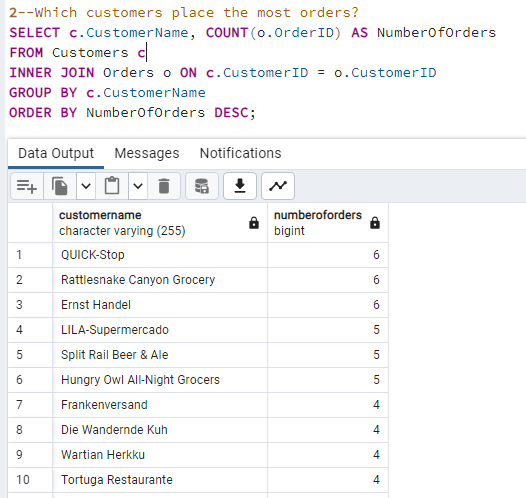 2--Which customers place the most orders?
SELECT c.CustomerName, COUNT(o.OrderID) AS NumberOfOrders
FROM Customers c
INNER JOIN Orders o ON c.CustomerID = o.CustomerID
GROUP BY c.CustomerName
ORDER BY NumberOfOrders DESC;
Data Output Messages Notifications
customername numberoforders
character varying (255) bigint
1 QUICK-Stop 6
2 Rattlesnake Canyon Grocery 6
3 Ernst Handel 6
4 LILA-Supermercado 5
5 Split Rail Beer & Ale 5
6 Hungry Owl All-Night Grocers 5
7 Frankenversand 4
8 Die Wandernde Kuh 4
9 Wartian Herkku 4
10 Tortuga Restaurante 4